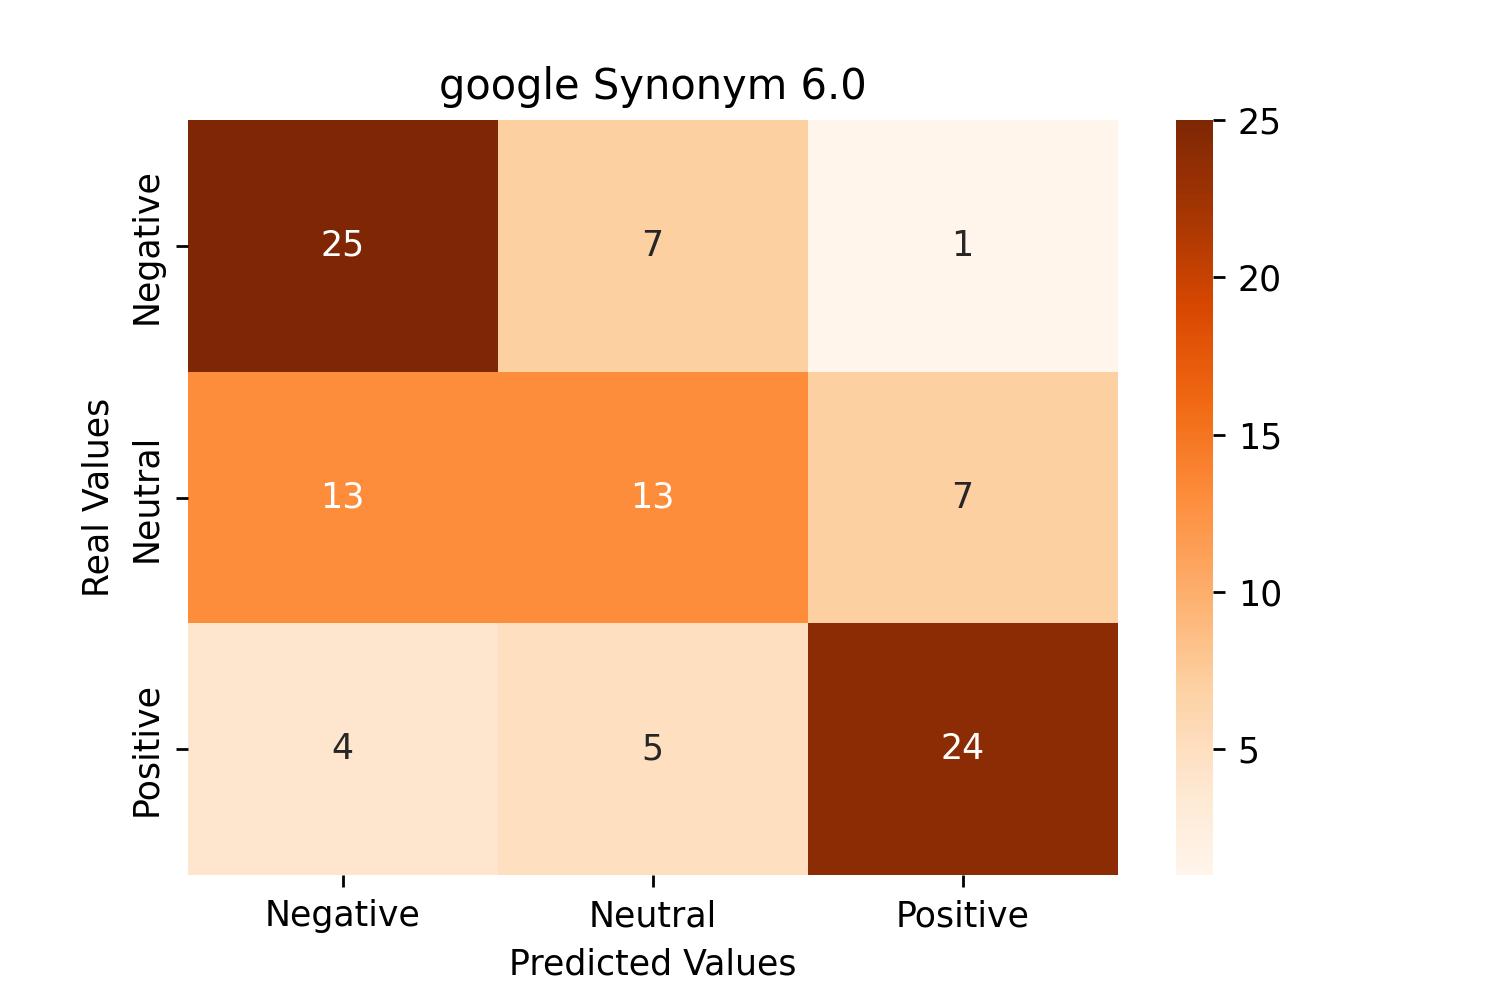 google Synonym 6.0
Real Values
Negative
25 7 1
Neutral
13 13 7
Positive
4 5 24
Negative Neutral Positive
Predicted Values
25
20
15
10
5